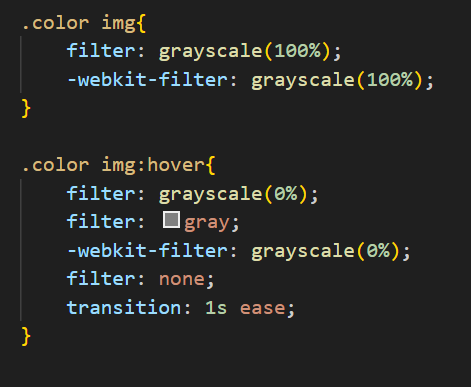 .color img{
filter: grayscale(100%);
-webkit-filter: grayscale(100%);
}
.color img:hover{
filter: grayscale(0%);
filter: gray;
-webkit-filter: grayscale(0%);
filter: none;
transition: 1s ease;
}